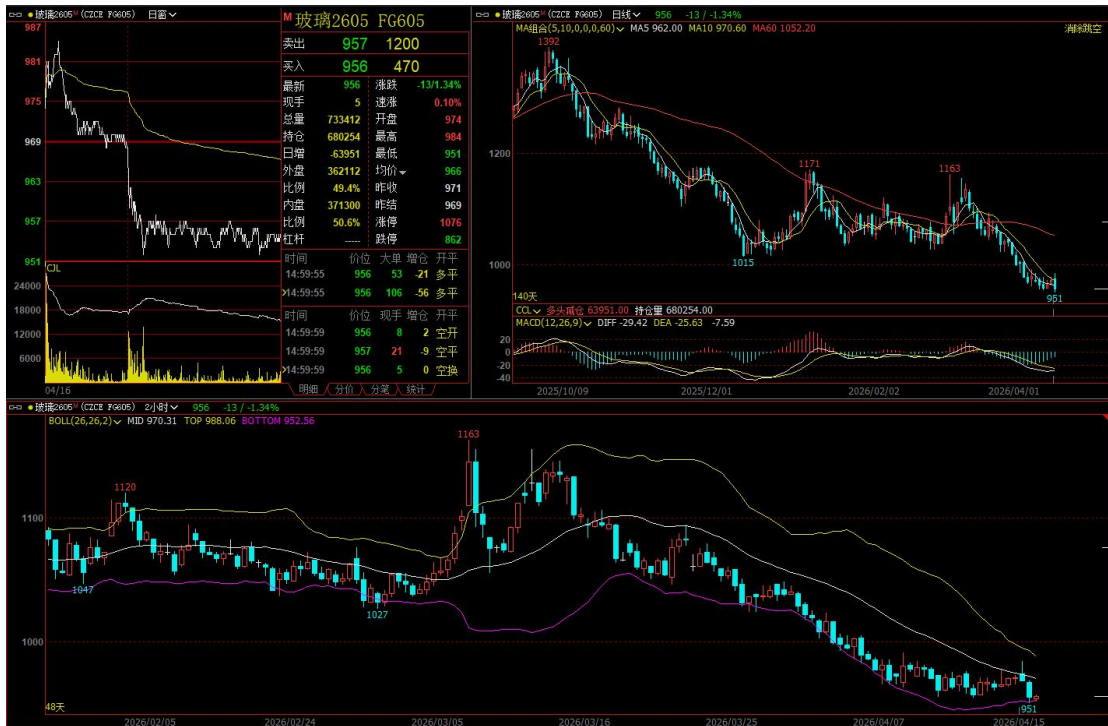 玻璃2605 M (CZCE FG605) 日窗
987
981
975
969
963
957
951
CJL
24000
18000
12000
6000
04/16
M 玻璃2605 FG605
卖出 957 1200
买入 956 470
最新 956 涨跌 -13/1.34%
现手 5 速涨 0.10%
总量 733412 开盘 974
持仓 680254 最高 984
日增 -63951 最低 951
外盘 362112 均价 966
比例 49.4% 昨收 971
内盘 371300 昨结 969
比例 50.6% 涨停 1076
杠杆 ----- 跌停 862
时间 价位 大单 增仓 开平
14:59:55 956 53 -21 多平
14:59:55 956 106 -56 多平
时间 价位 现手 增仓 开平
14:59:59 956 8 2 空开
14:59:59 957 21 -9 空平
14:59:59 956 5 0 空换
明细 分价 分笔 统计
玻璃2605 M (CZCE FG605) 日线 956 -13 / -1.34%
MA组合(5,10,0,0,0,60) MA5 962.00 MA10 970.60 MA60 1052.20 消除跳空
1392
1200
1171
1163
1015
1000
951
140天
CCL 多头减仓 63951.00 持仓量 680254.00
MACD(12,26,9) DIFF -29.42 DEA -25.63 -7.59
20
0
-20
-40
2025/10/09 2025/12/01 2026/02/02 2026/04/01
玻璃2605 M (CZCE FG605) 2小时 956 -13 / -1.34%
BOLL(26,26,2) MID 970.31 TOP 988.06 BOTTOM 952.56
1163
1120
1100
1047
1027
1000
951
48天
2026/02/05 2026/02/24 2026/03/05 2026/03/16 2026/03/25 2026/04/07 2026/04/15